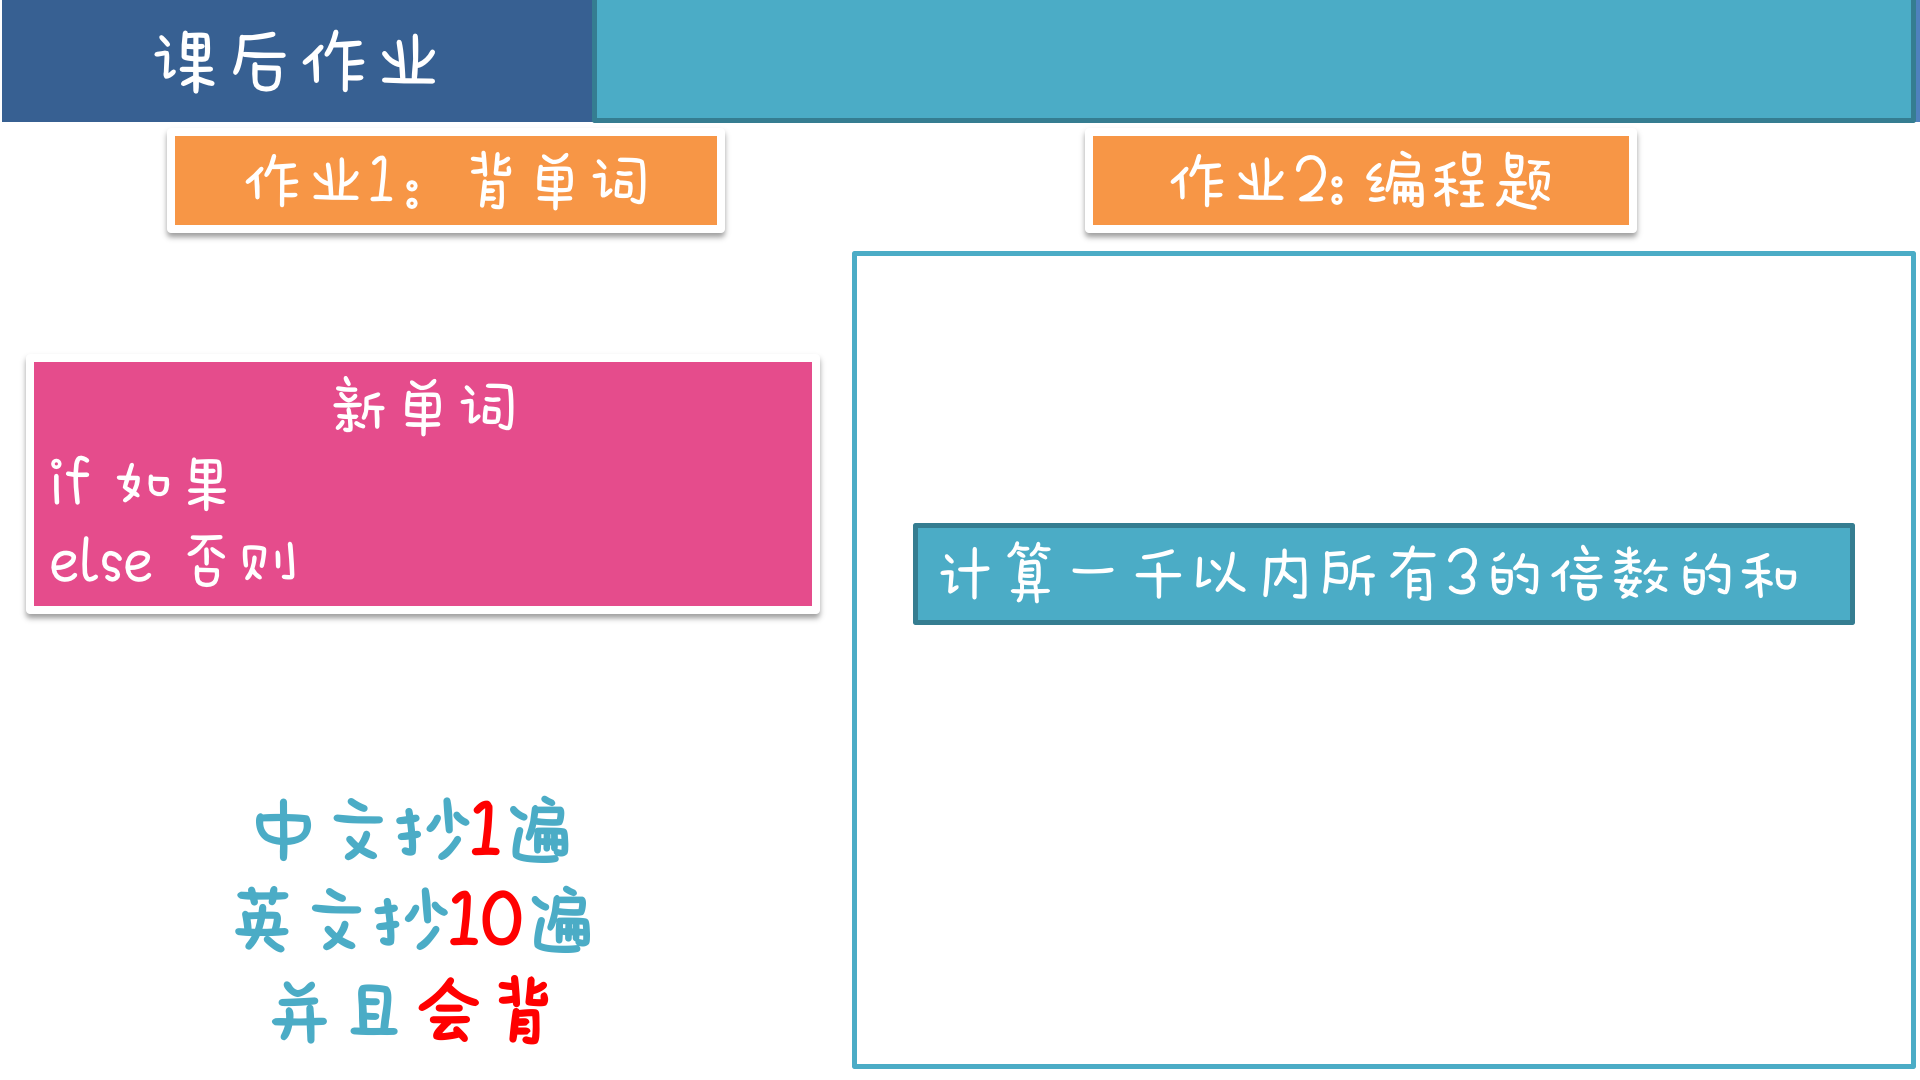 课后作业
作业1：背单词
作业2：编程题
新单词
if 如果
else 否则
计算一千以内所有3的倍数的和
中文抄1遍
英文抄10遍
并且会背